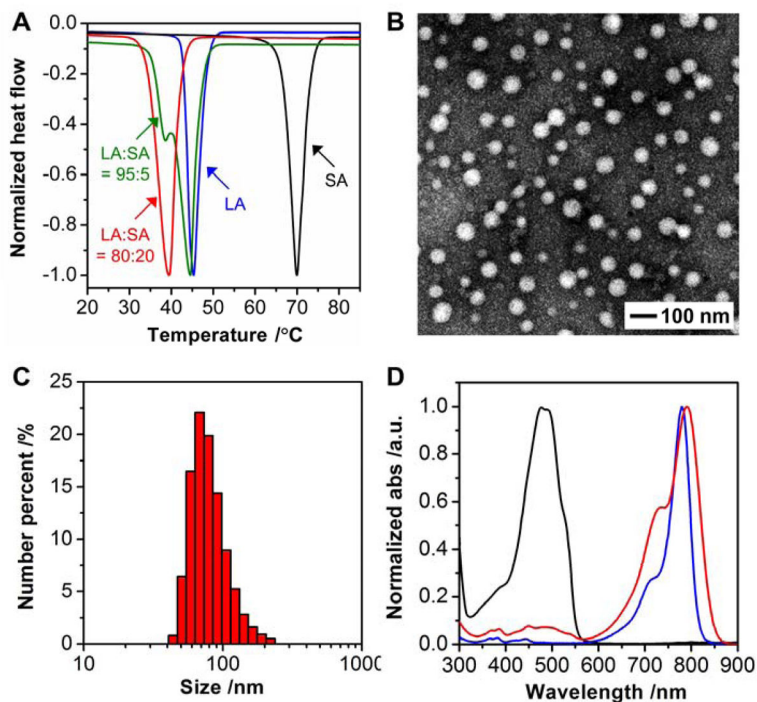 A
Normalized heat flow
0.0
-0.2
-0.4
-0.6
-0.8
-1.0
LA:SA
= 95:5
LA:SA
= 80:20
LA
SA
20 30 40 50 60 70 80
Temperature /°C
B
100 nm
C
Number percent /%
25
20
15
10
5
0
10 100 1000
Size /nm
D
Normalized abs /a.u.
1.0
0.8
0.6
0.4
0.2
0.0
300 400 500 600 700 800 900
Wavelength /nm